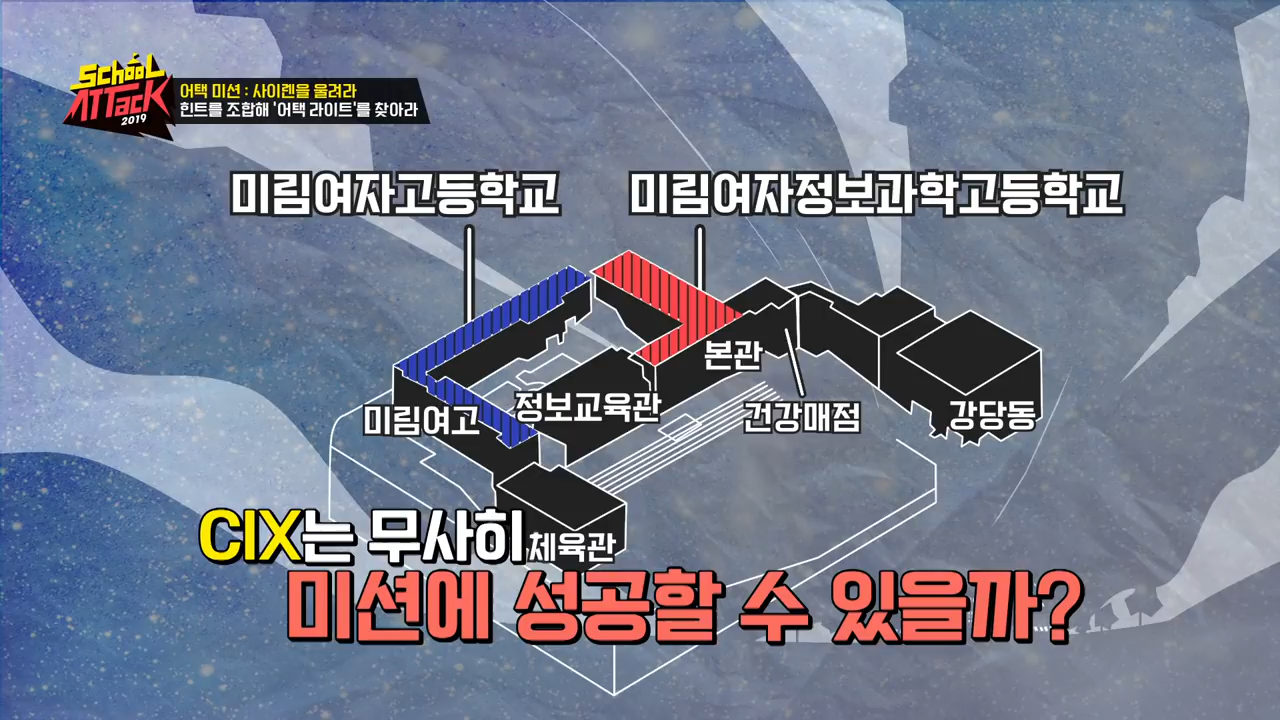 SCHOOL
ATTACK
2019
어택 미션 : 사이렌을 울려라
힌트를 조합해 '어택 라이트'를 찾아라
미림여자고등학교
미림여자정보과학고등학교
본관
미림여고
정보교육관
건강매점
강당동
CIX는 무사히
체육관
미션에 성공할 수 있을까?